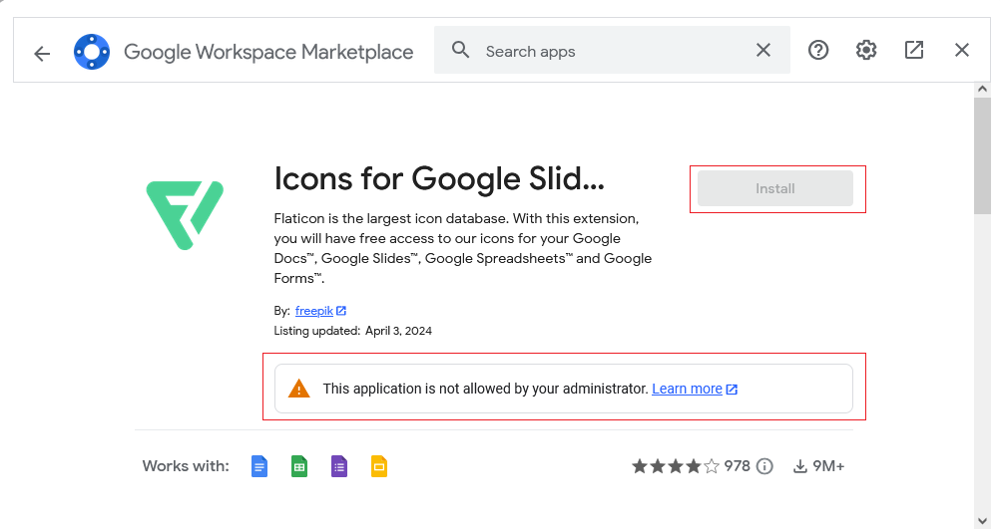 Google Workspace Marketplace
Search apps
Icons for Google Slid...
Install
Flaticon is the largest icon database. With this extension,
you will have free access to our icons for your Google
Docs™, Google Slides™, Google Spreadsheets™ and Google
Forms™.
By: freepik
Listing updated: April 3, 2024
This application is not allowed by your administrator. Learn more
Works with:
978
9M+